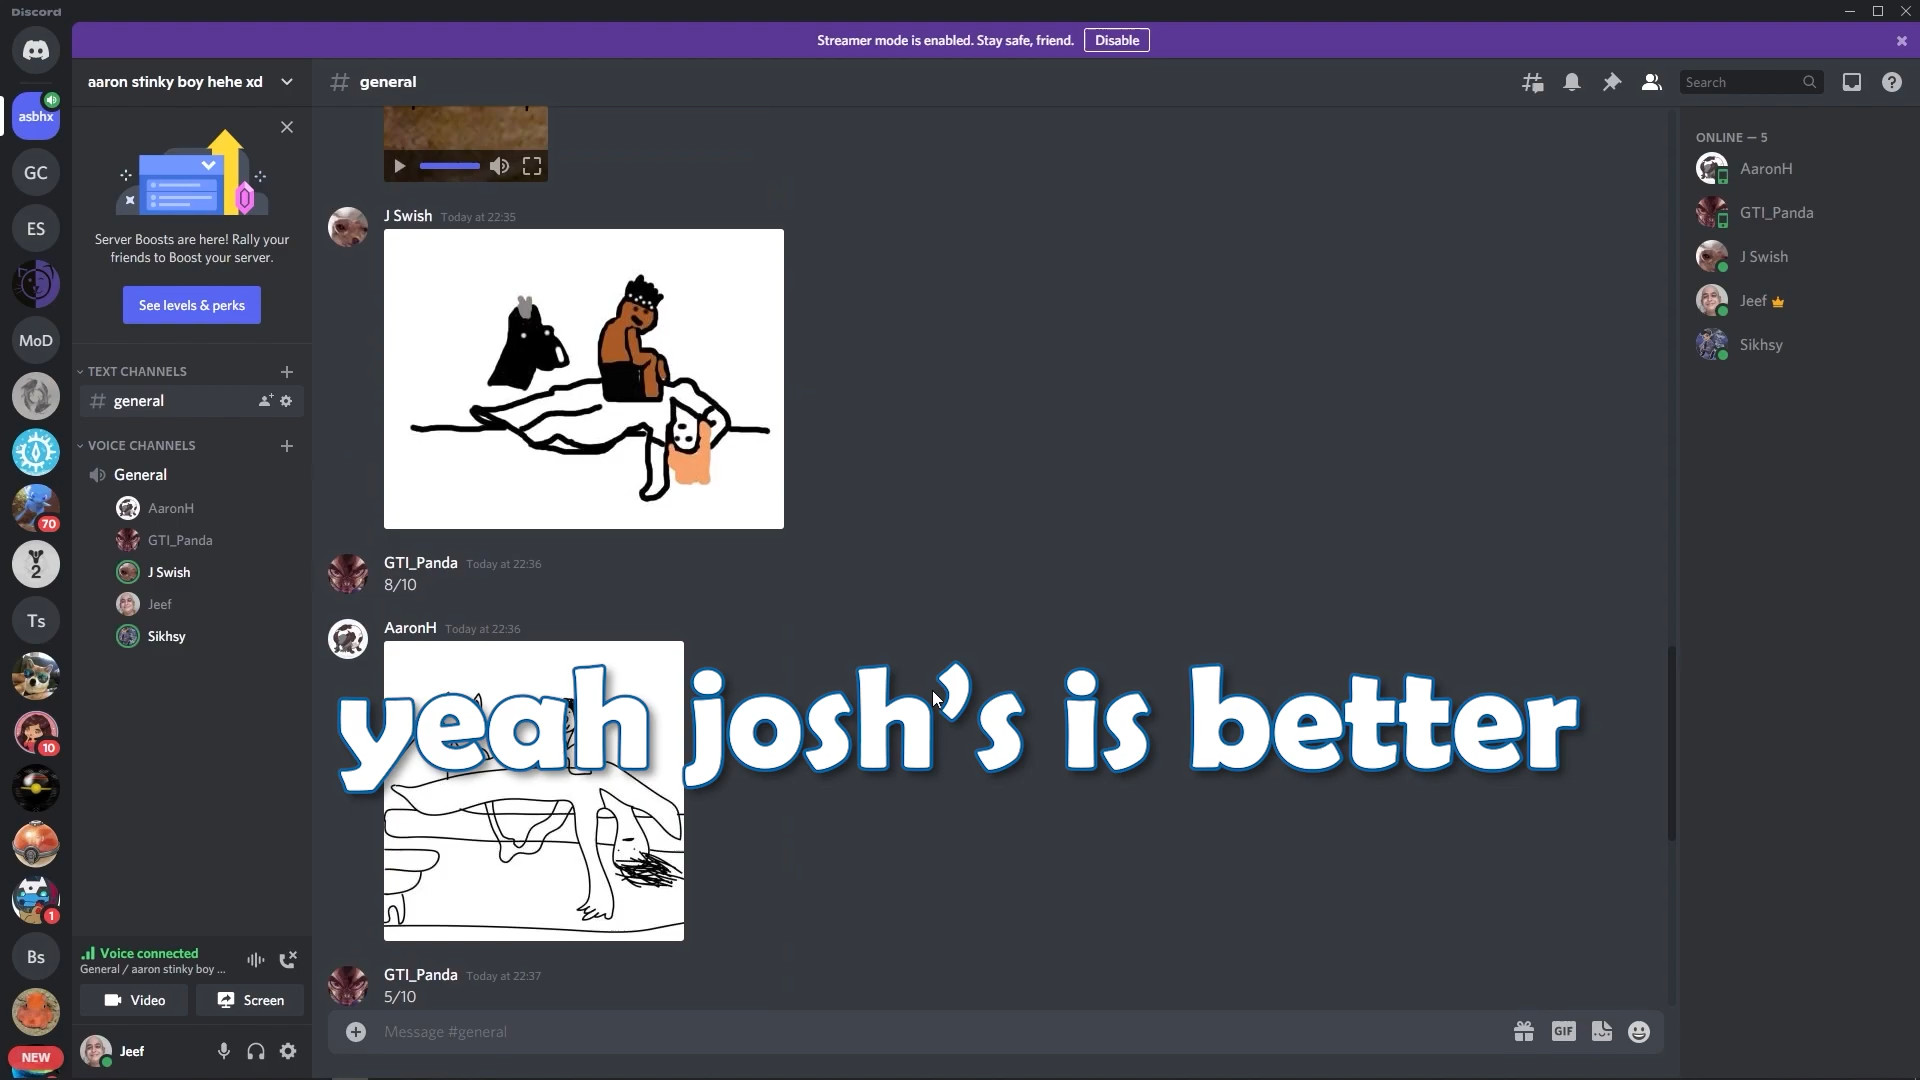 Discord
Streamer mode is enabled. Stay safe, friend.
Disable
aaron stinky boy hehe xd
general
Search
asbhx
GC
ES
MoD
70
2
Ts
10
1
Bs
NEW
Server Boosts are here! Rally your
friends to Boost your server.
See levels & perks
TEXT CHANNELS
general
VOICE CHANNELS
General
AaronH
GTI_Panda
J Swish
Jeef
Sikhsy
Voice connected
General / aaron stinky boy ...
Video
Screen
Jeef
J Swish Today at 22:35
GTI_Panda Today at 22:36
8/10
AaronH Today at 22:36
yeah josh's is better
GTI_Panda Today at 22:37
5/10
Message #general
GIF
ONLINE — 5
AaronH
GTI_Panda
J Swish
Jeef
Sikhsy